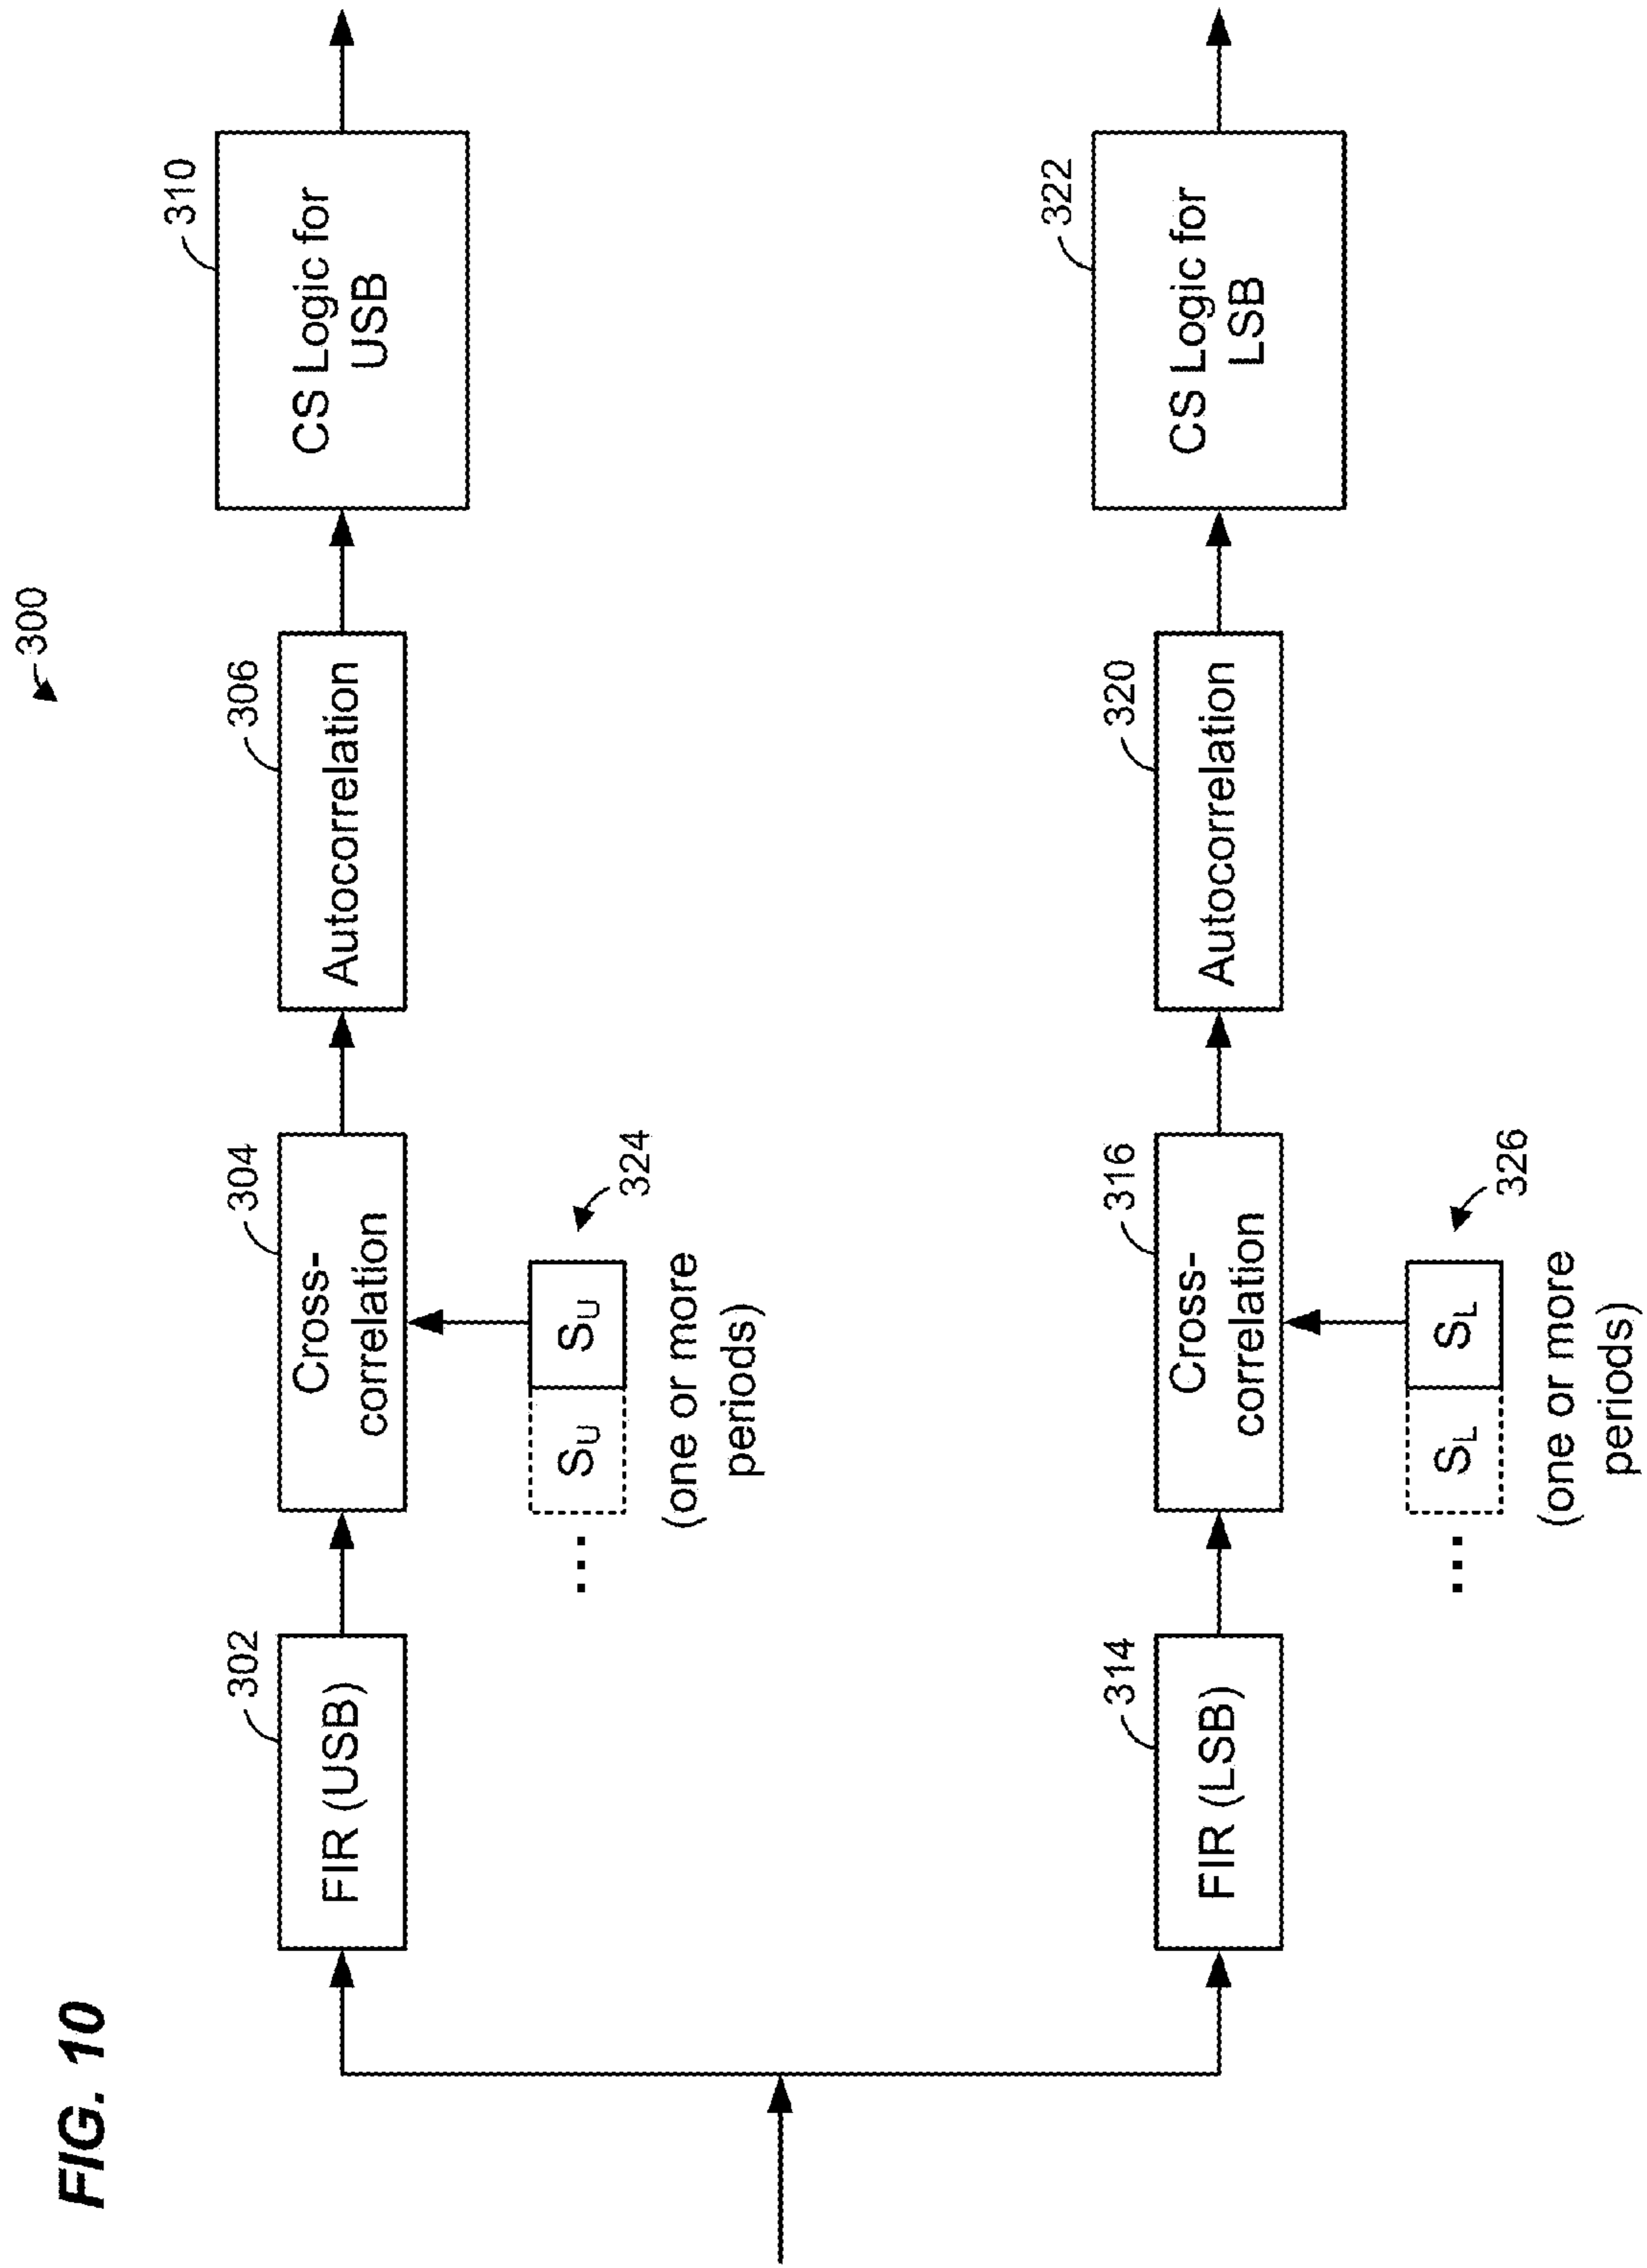 FIG. 10
300
302
FIR (USB)
304
Cross-
correlation
306
Autocorrelation
310
CS Logic for
USB
... S_U S_U
324
(one or more
periods)
314
FIR (LSB)
316
Cross-
correlation
320
Autocorrelation
322
CS Logic for
LSB
... S_L S_L
326
(one or more
periods)